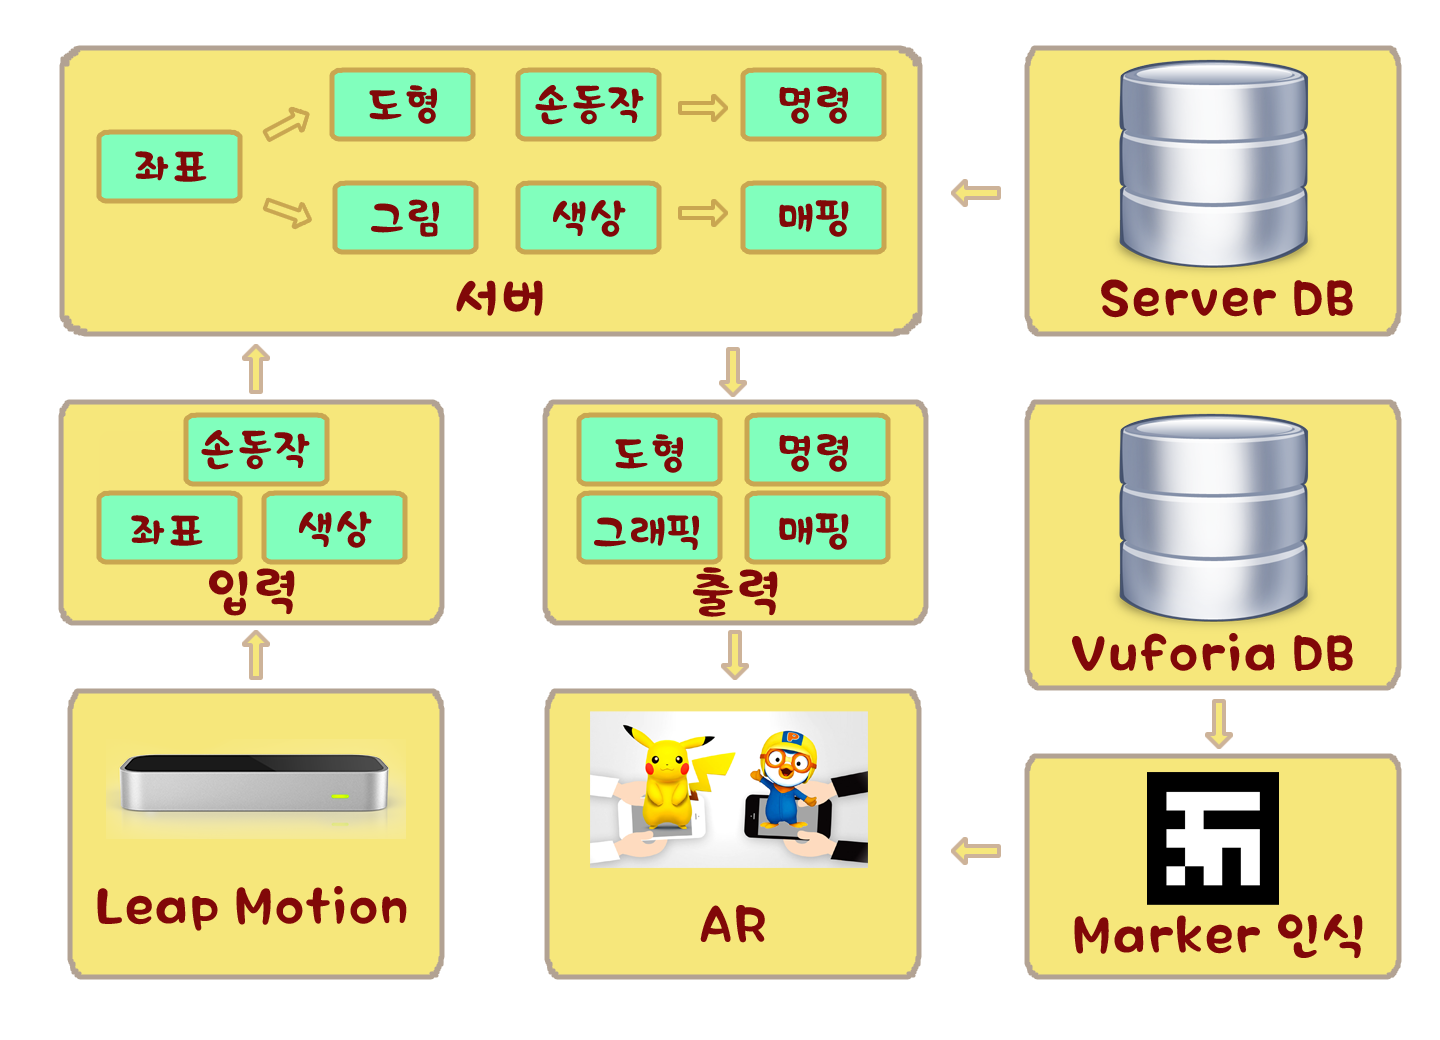 좌표
도형
그림
손동작
명령
색상
매핑
서버
Server DB
손동작
좌표
색상
입력
도형
명령
그래픽
매핑
출력
Vuforia DB
Leap Motion
P
AR
Marker 인식